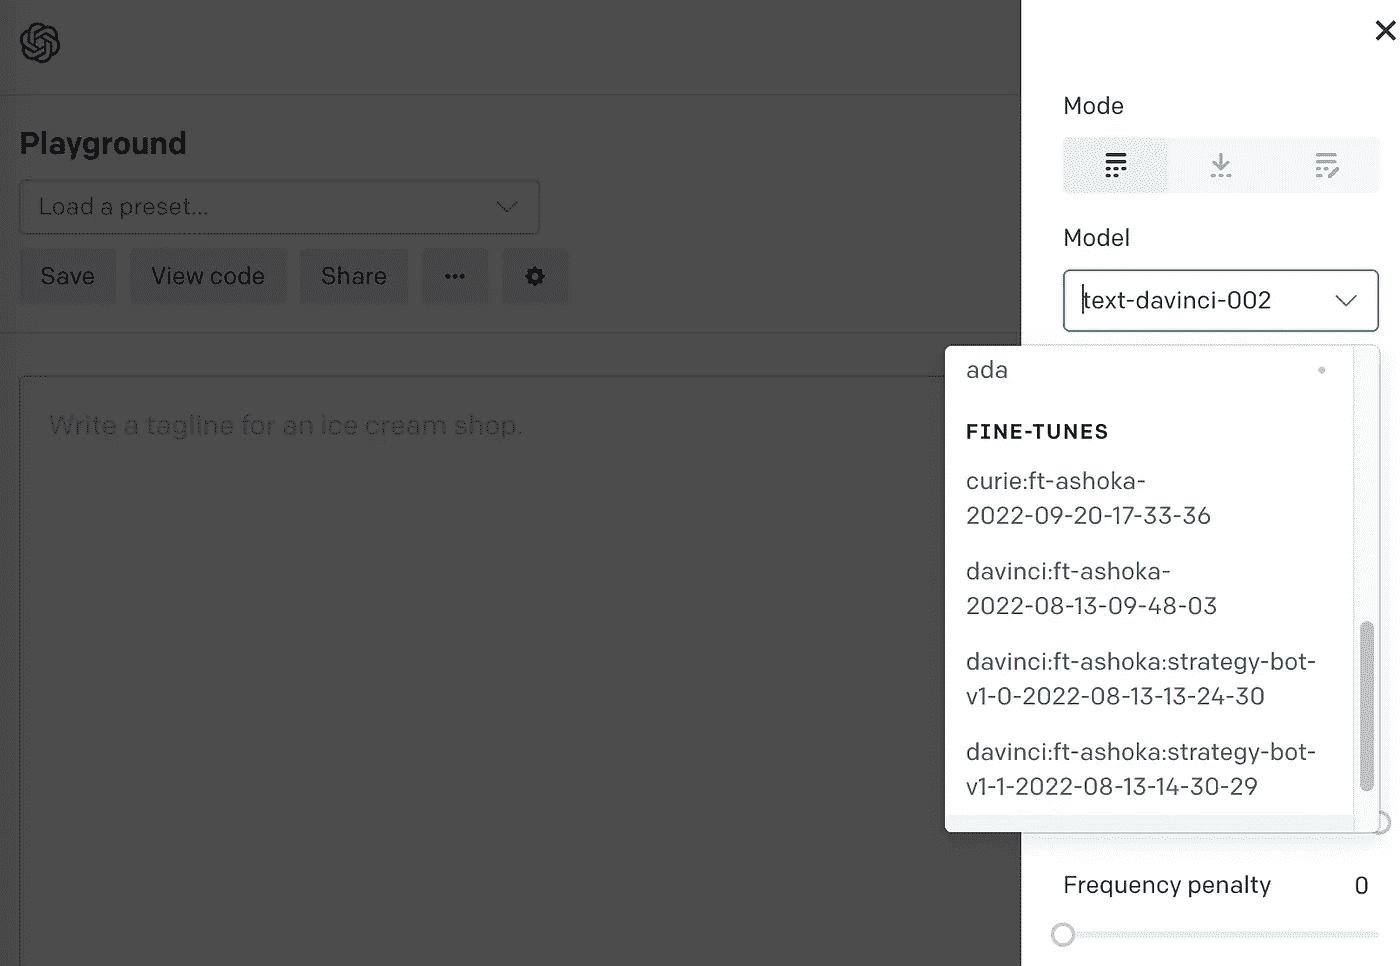 Playground
Load a preset...
Save View code Share ...
Write a tagline for an ice cream shop.
Mode
Model
text-davinci-002
ada
FINE-TUNES
curie:ft-ashoka-
2022-09-20-17-33-36
davinci:ft-ashoka-
2022-08-13-09-48-03
davinci:ft-ashoka:strategy-bot-
v1-0-2022-08-13-13-24-30
davinci:ft-ashoka:strategy-bot-
v1-1-2022-08-13-14-30-29
Frequency penalty 0